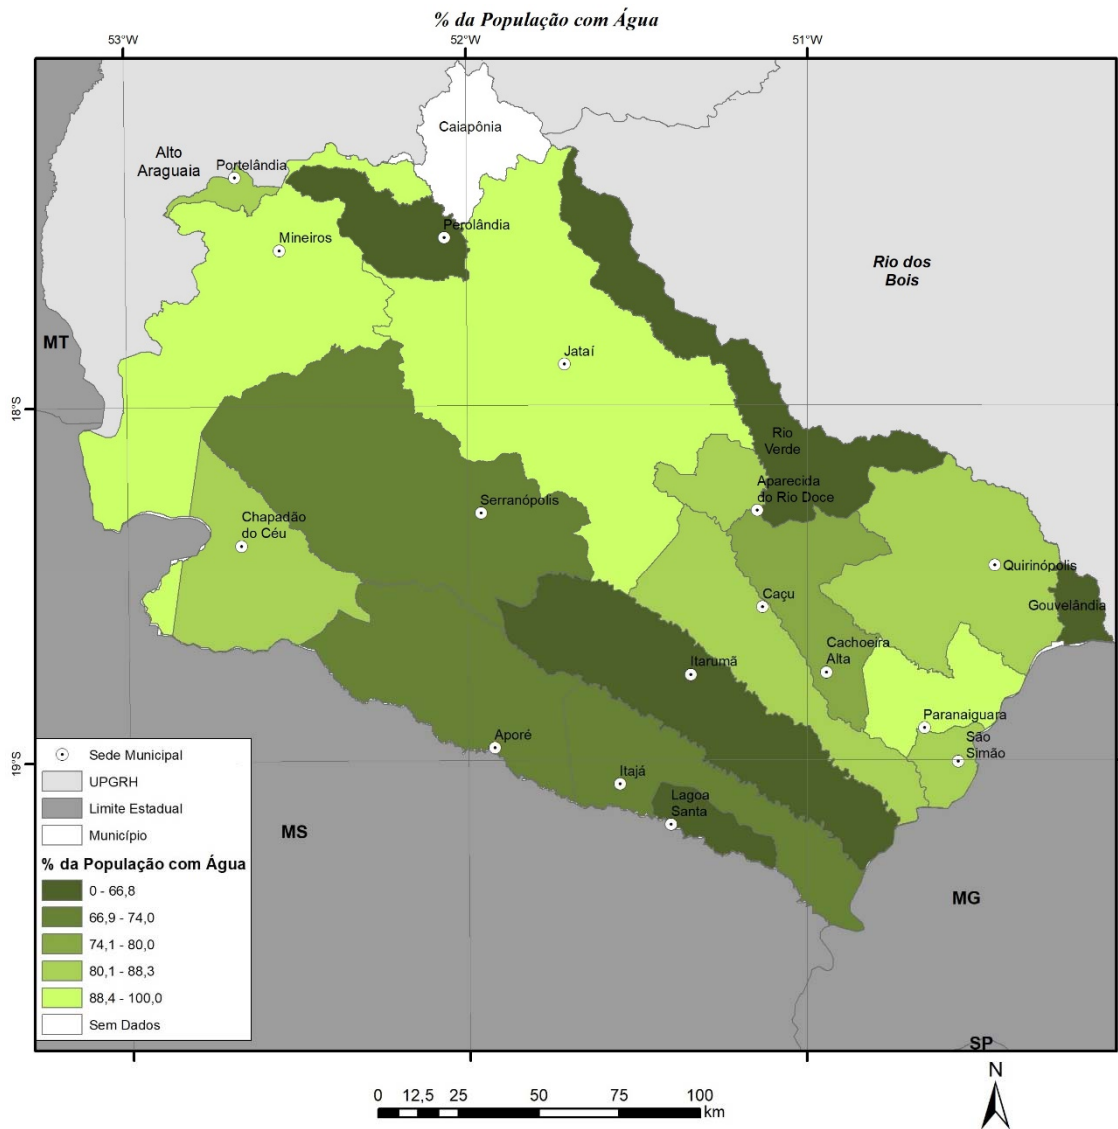 % da População com Água
53°W
52°W
51°W
Caiapônia
Alto
Araguaia
Portelândia
Perolândia
Mineiros
Rio dos
Bois
MT
Jataí
18°S
Rio
Verde
Aparecida
do Rio Doce
Serranópolis
Chapadão
do Céu
Quirinópolis
Gouvelândia
Caçu
Cachoeira
Alta
Itarumã
Paranaiguara
São
Simão
Aporé
Itajá
Lagoa
Santa
19°S
MS
MG
SP
Sede Municipal
UPGRH
Limite Estadual
Município
% da População com Água
0 - 66,8
66,9 - 74,0
74,1 - 80,0
80,1 - 88,3
88,4 - 100,0
Sem Dados
N
0 12,5 25 50 75 100
km